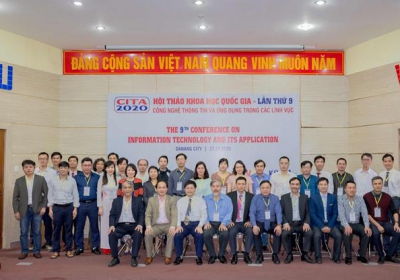 ĐẢNG CỘNG SẢN VIỆT NAM QUANG VINH MUÔN NĂM
CITA
2020
HỘI THẢO KHOA HỌC QUỐC GIA - LẦN THỨ 9
CÔNG NGHỆ THÔNG TIN VÀ ỨNG DỤNG TRONG CÁC LĨNH VỰC
THE 9TH CONFERENCE ON
INFORMATION TECHNOLOGY AND ITS APPLICATION
DANANG CITY